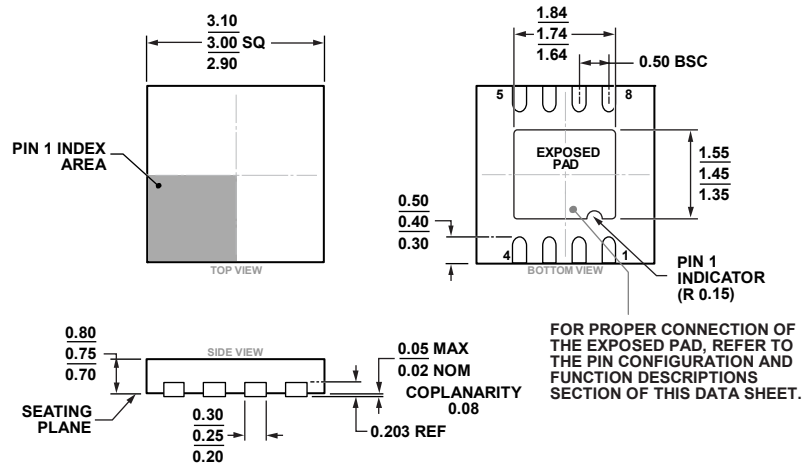 3.10
3.00 SQ
2.90
PIN 1 INDEX
AREA
TOP VIEW
1.84
1.74
1.64
0.50 BSC
5
8
EXPOSED
PAD
1.55
1.45
1.35
0.50
0.40
0.30
4
1
BOTTOM VIEW
PIN 1
INDICATOR
(R 0.15)
FOR PROPER CONNECTION OF
THE EXPOSED PAD, REFER TO
THE PIN CONFIGURATION AND
FUNCTION DESCRIPTIONS
SECTION OF THIS DATA SHEET.
0.80
0.75
0.70
SIDE VIEW
SEATING
PLANE
0.30
0.25
0.20
0.05 MAX
0.02 NOM
COPLANARITY
0.08
0.203 REF